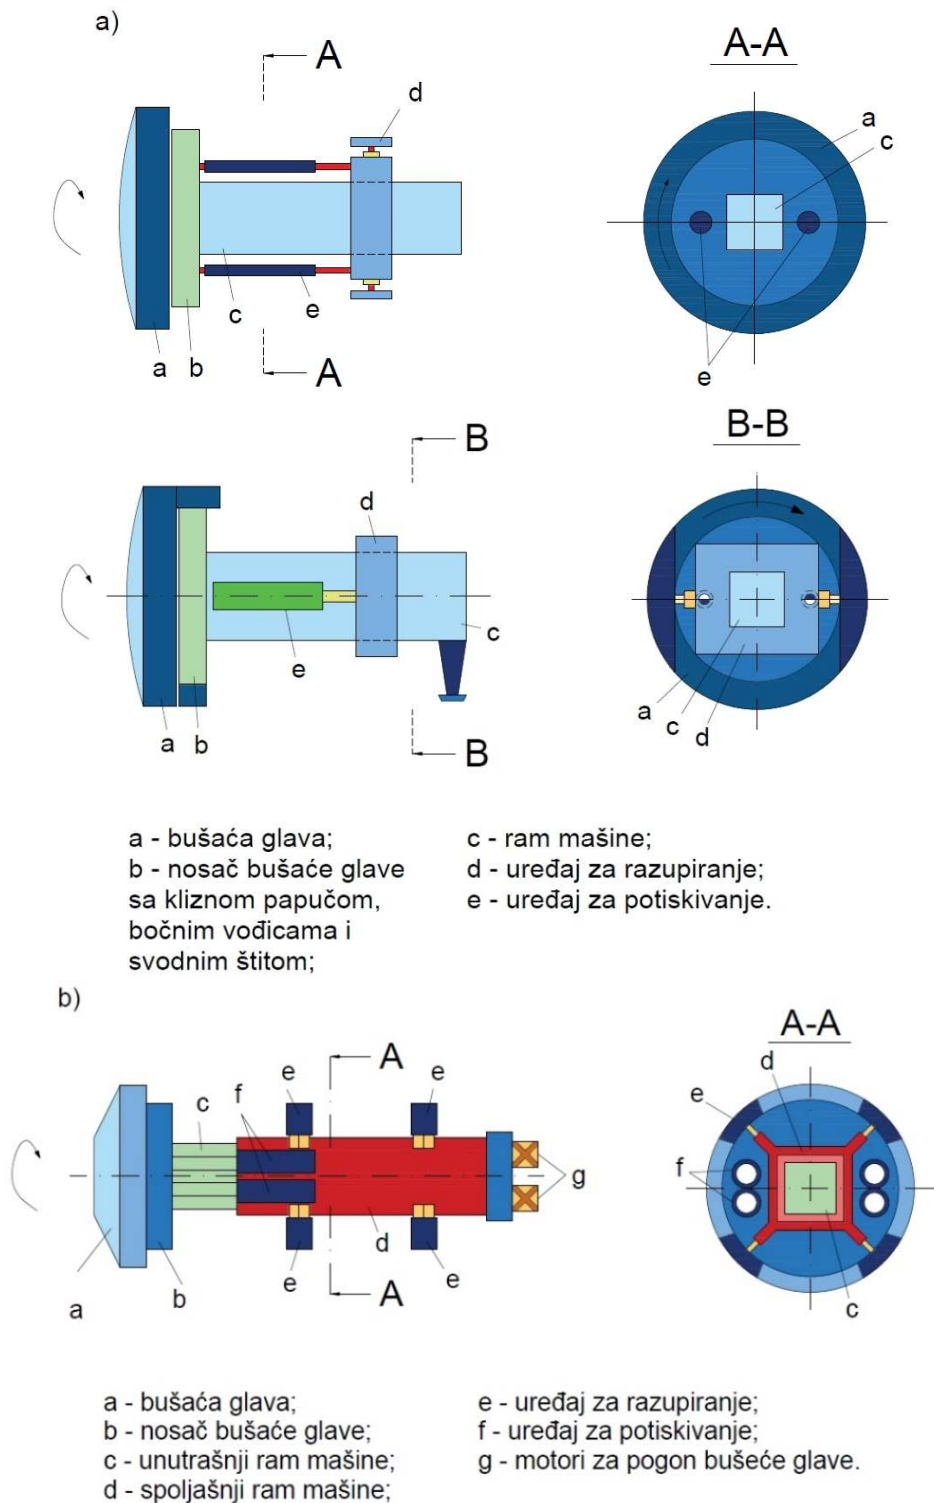 a)
A
A-A
d
a
c
c
e
a
b
A
e
B
B-B
d
c
e
a
b
B
a
c
d
a - bušaća glava;
b - nosač bušaće glave
sa kliznom papučom,
bočnim vođicama i
svodnim štitom;
c - ram mašine;
d - uređaj za razupiranje;
e - uređaj za potiskivanje.
b)
A-A
A
e
e
d
c
f
e
f
g
d
e
e
a
b
A
c
a - bušaća glava;
b - nosač bušaće glave;
c - unutrašnji ram mašine;
d - spoljašnji ram mašine;
e - uređaj za razupiranje;
f - uređaj za potiskivanje;
g - motori za pogon bušeće glave.